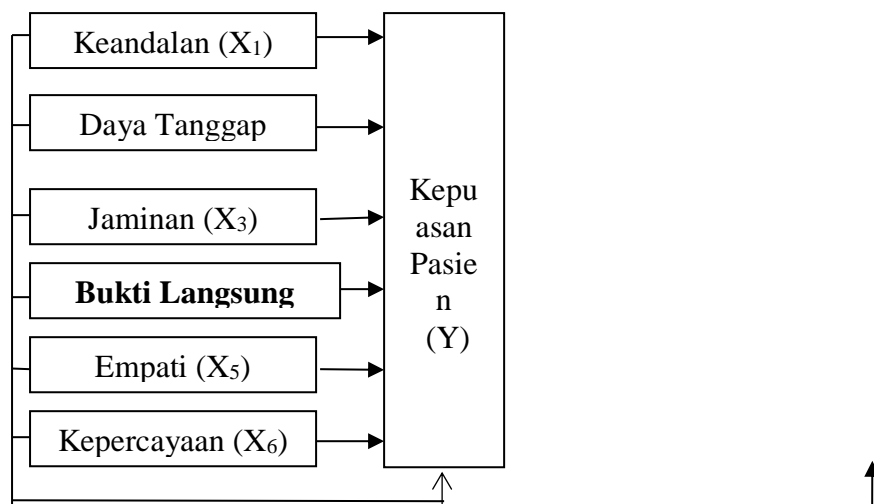 Keandalan (X₁)
Daya Tanggap
Jaminan (X₃)
Bukti Langsung
Empati (X₅)
Kepercayaan (X₆)
Kepu
asan
Pasie
n
(Y)